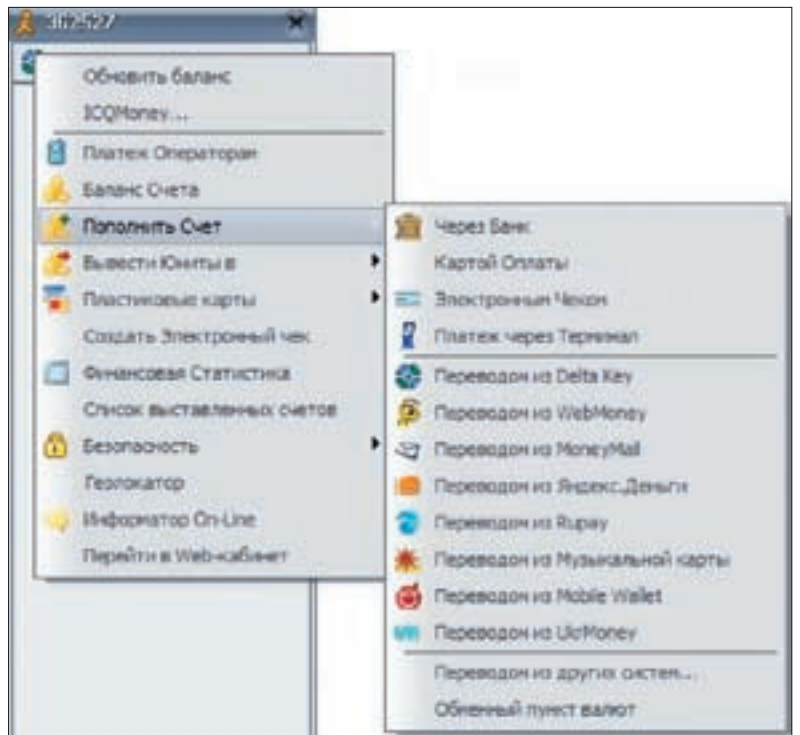 362-527
Обновить баланс
ICQMoney...
Платеж Операторам
Баланс Счета
Пополнить Счет
Вывести Юниты в
Пластиковые карты
Создать Электронный чек
Финансовая Статистика
Список выставленных счетов
Безопасность
Геолокатор
Информатор On-Line
Перейти в Web-кабинет
Через Банк
Картой Оплаты
Электронным Чеком
Платеж через Терминал
Переводом из Delta Key
Переводом из WebMoney
Переводом из MoneyMail
Переводом из Яндекс.Деньги
Переводом из Rupay
Переводом из Музыкальной карты
Переводом из Mobile Wallet
Переводом из UkrMoney
Переводом из других систем...
Обменный пункт валют